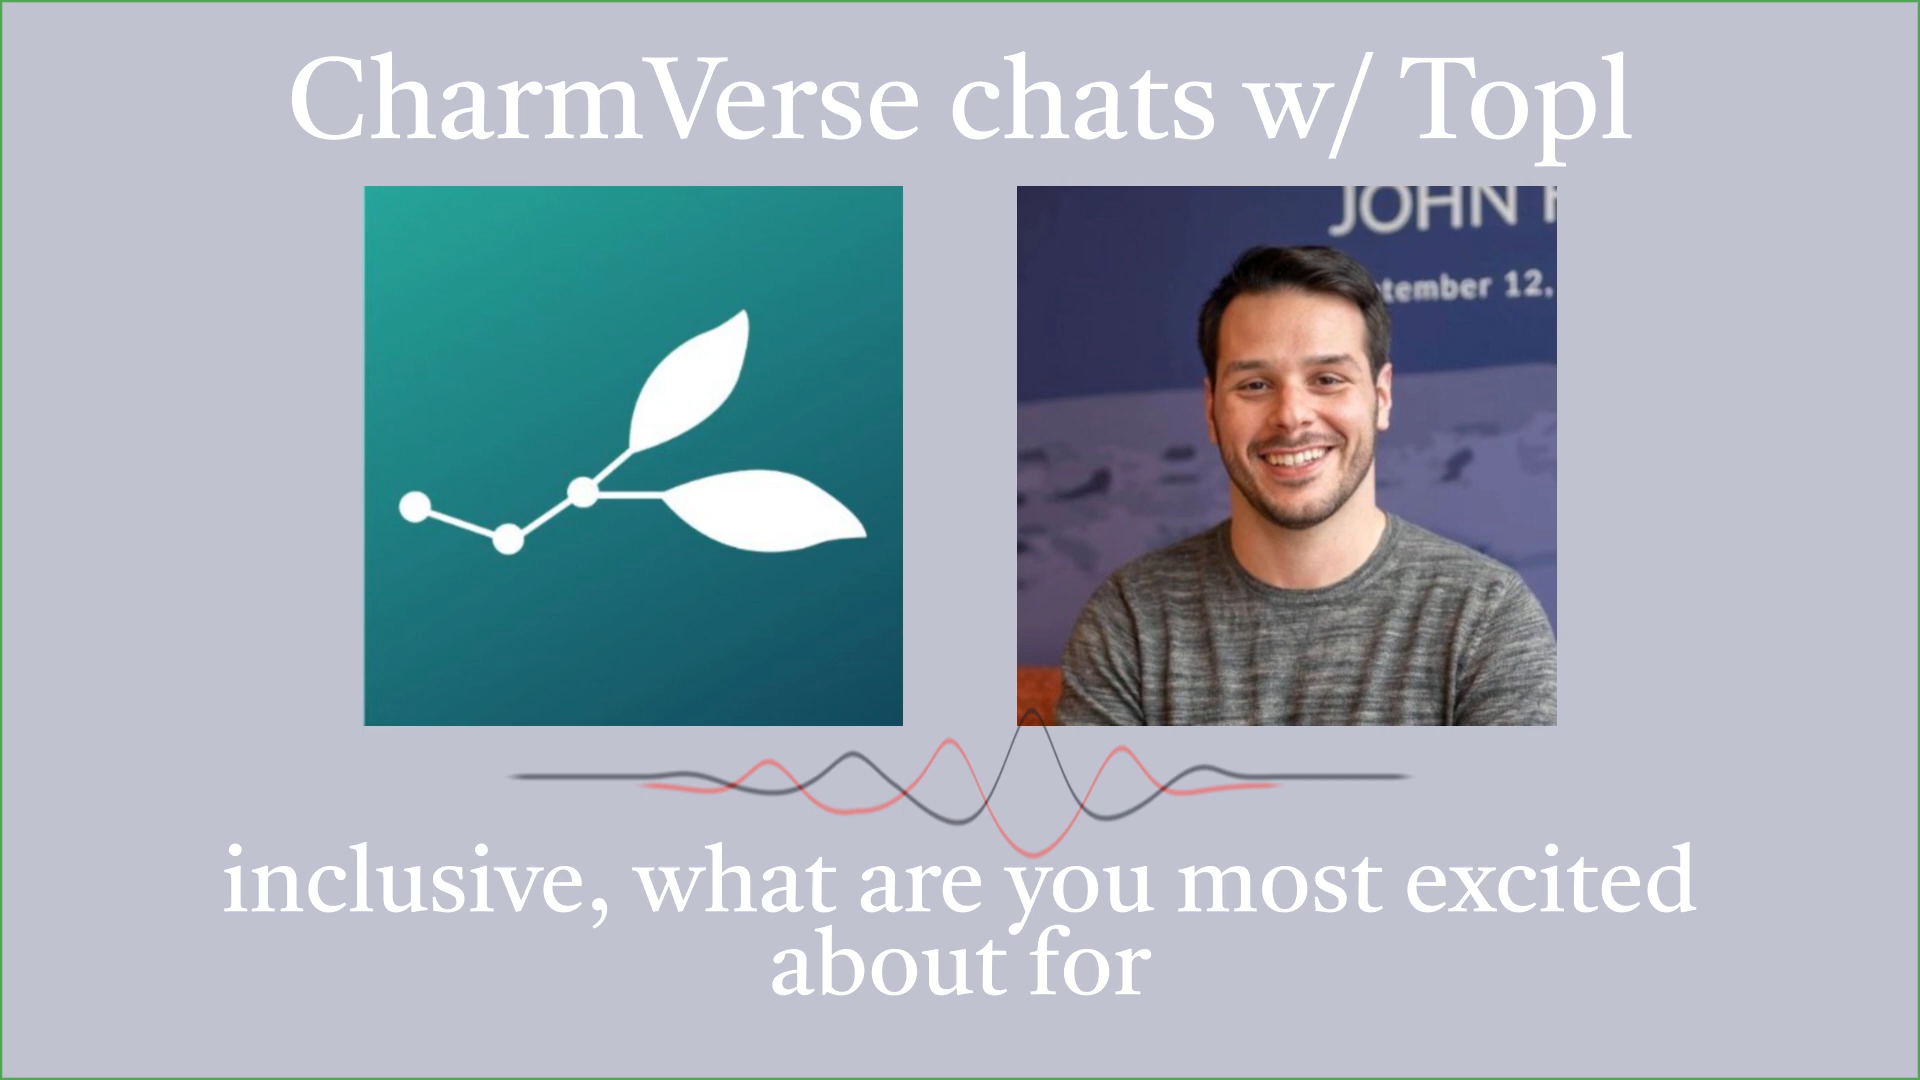 CharmVerse chats w/ Topl
JOHN
tember 12,
inclusive, what are you most excited
about for